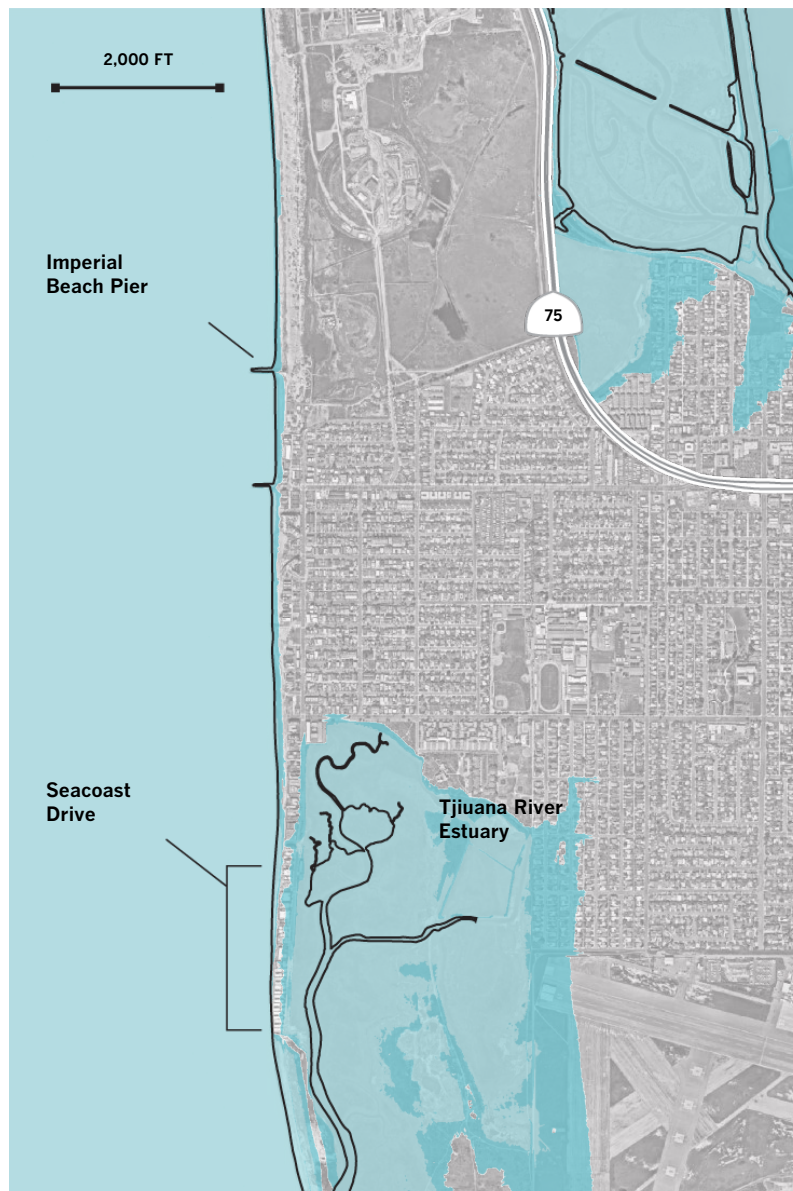 2,000 FT
Imperial
Beach Pier
75
Seacoast
Drive
Tjiuana River
Estuary